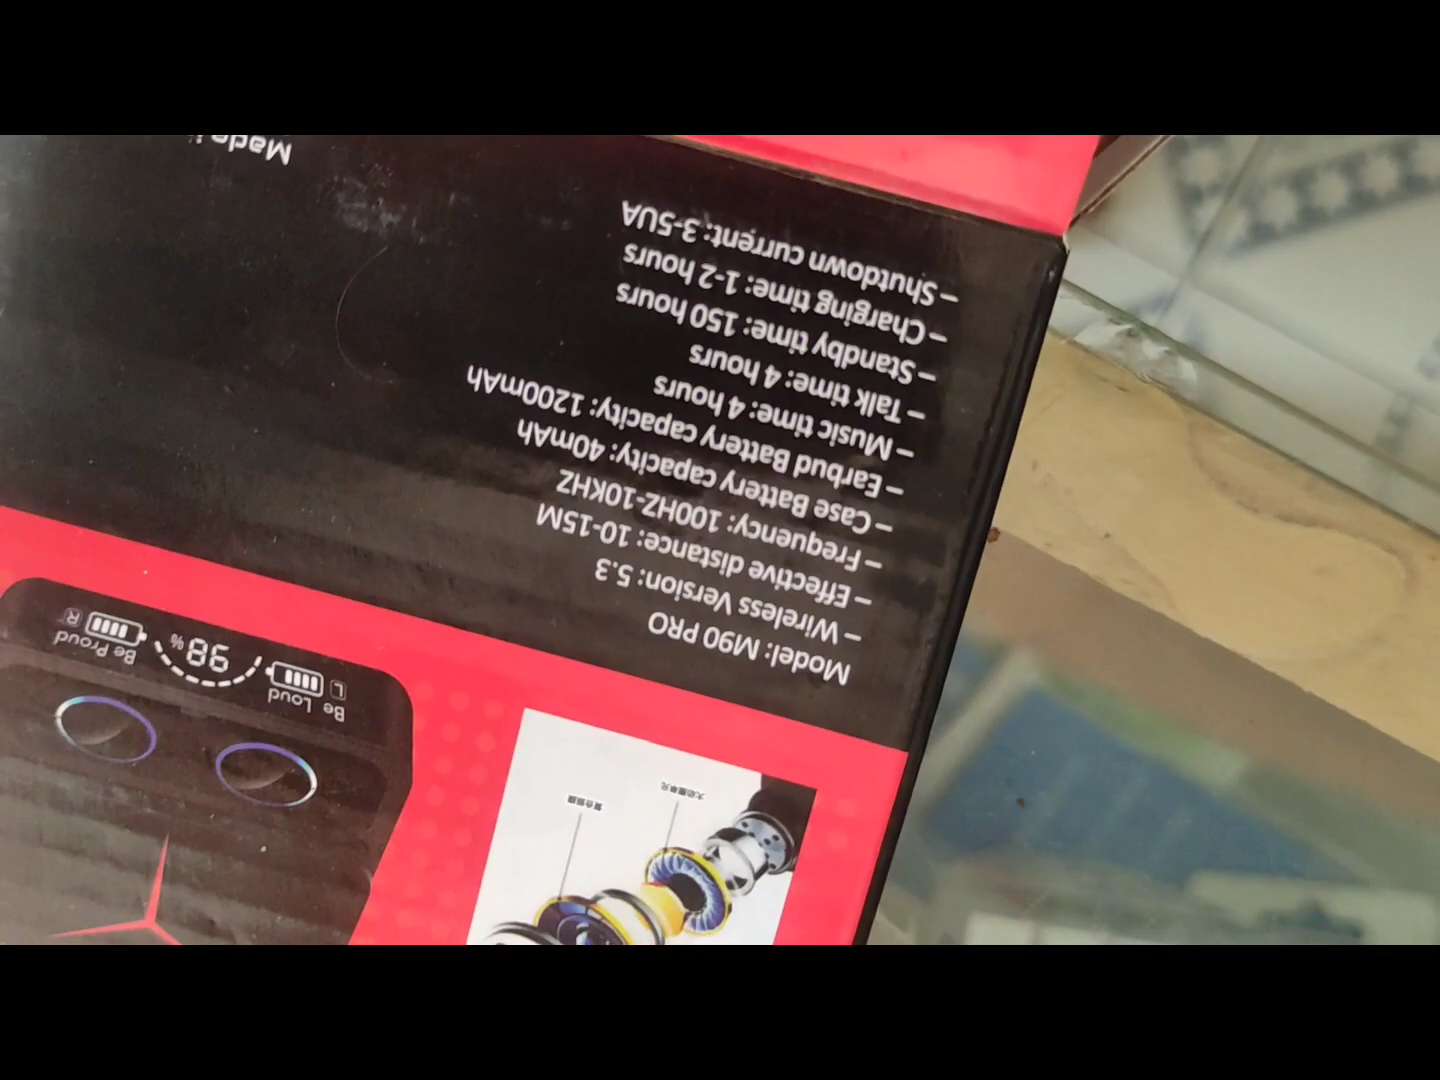 Model: M90 PRO
– Wireless Version: 5.3
– Effective distance: 10-15M
– Frequency: 100HZ-10KHZ
– Case Battery capacity: 40mAh
– Earbud Battery capacity: 1200mAh
– Music time: 4 hours
– Talk time: 4 hours
– Standby time: 150 hours
– Charging time: 1-2 hours
– Shutdown current: 3-5UA
Made
Be Loud
Be Proud
L
98%
R